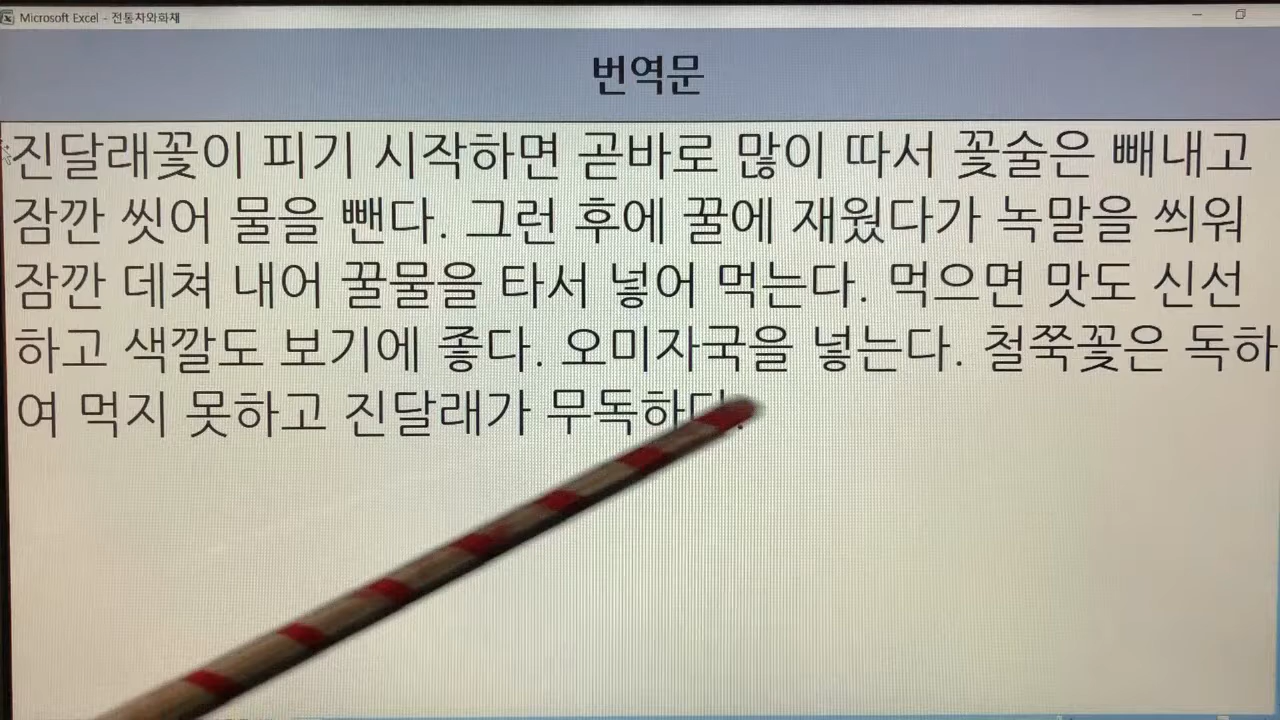 Microsoft Excel - 전통차와화채
번역문
진달래꽃이 피기 시작하면 곧바로 많이 따서 꽃술은 빼내고
잠깐 씻어 물을 뺀다. 그런 후에 꿀에 재웠다가 녹말을 씌워
잠깐 데쳐 내어 꿀물을 타서 넣어 먹는다. 먹으면 맛도 신선
하고 색깔도 보기에 좋다. 오미자국을 넣는다. 철쭉꽃은 독하
여 먹지 못하고 진달래가 무독하다.